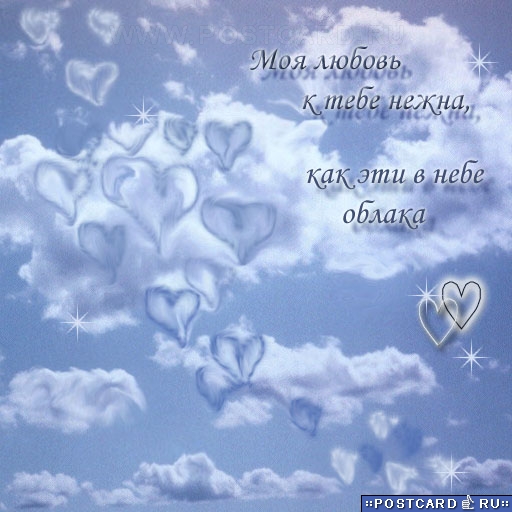 Моя любовь
к тебе нежна,
как эти в небе
облака
::POSTCARD RU::